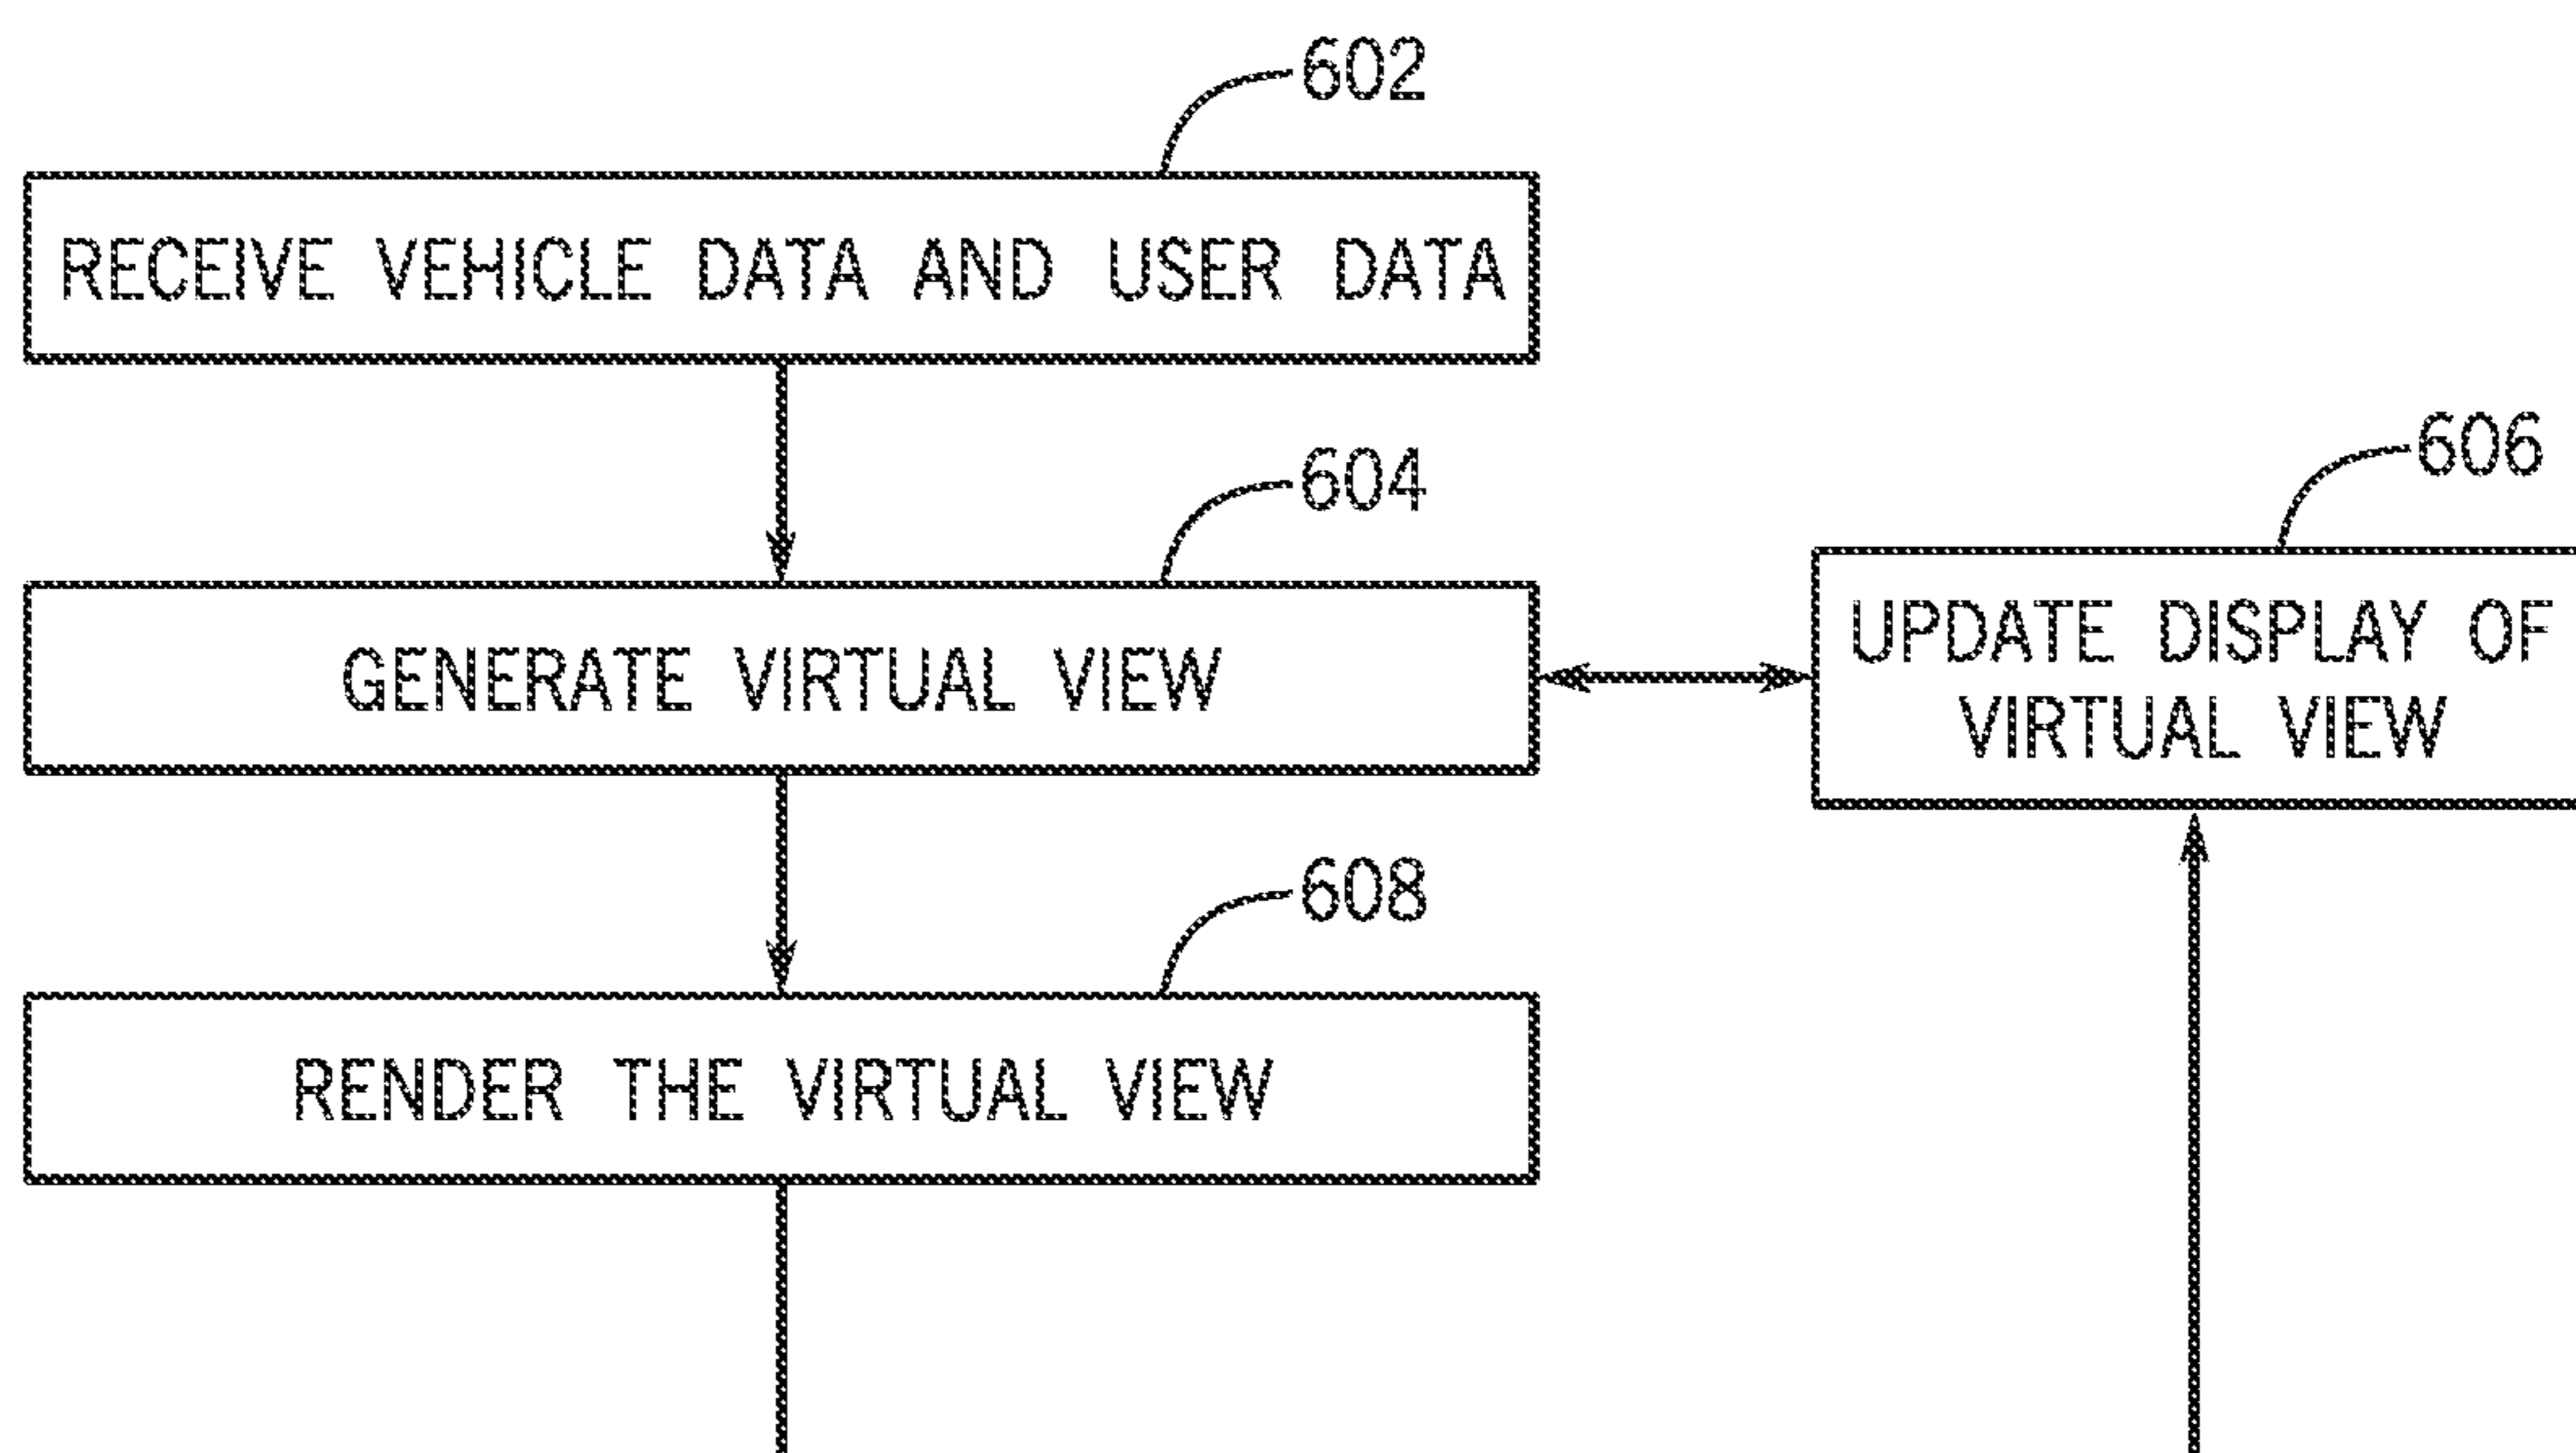 602
RECEIVE VEHICLE DATA AND USER DATA
604
606
GENERATE VIRTUAL VIEW
UPDATE DISPLAY OF
VIRTUAL VIEW
608
RENDER THE VIRTUAL VIEW